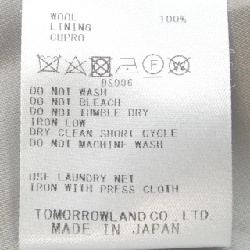 WOOL 100%
LINING
CUPRO
DS006
DO NOT WASH
DO NOT BLEACH
DO NOT TUMBLE DRY
IRON LOW
DRY CLEAN SHORT CYCLE
DO NOT MACHINE WASH
USE LAUNDRY NET
IRON WITH PRESS CLOTH
TOMORROWLAND CO., LTD.
MADE IN JAPAN